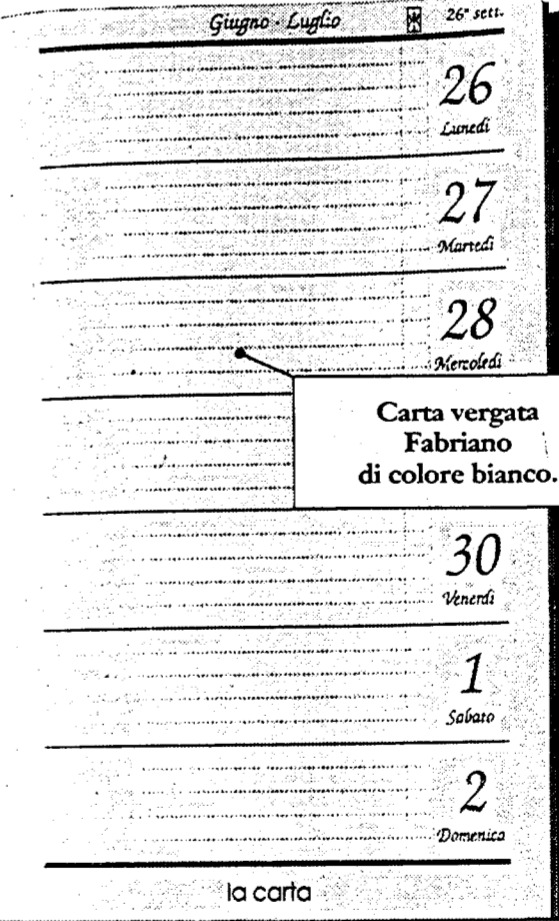 Giugno · Luglio
26ª sett.
26
Lunedì
27
Martedì
28
Mercoledì
Carta vergata
Fabriano
di colore bianco.
30
Venerdì
1
Sabato
2
Domenica
la carta